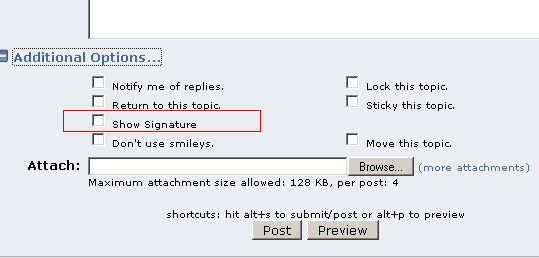 Additional Options...
Notify me of replies. Lock this topic.
Return to this topic. Sticky this topic.
Show Signature
Don't use smileys. Move this topic.
Attach: Browse... (more attachments)
Maximum attachment size allowed: 128 KB, per post: 4
shortcuts: hit alt+s to submit/post or alt+p to preview
Post Preview